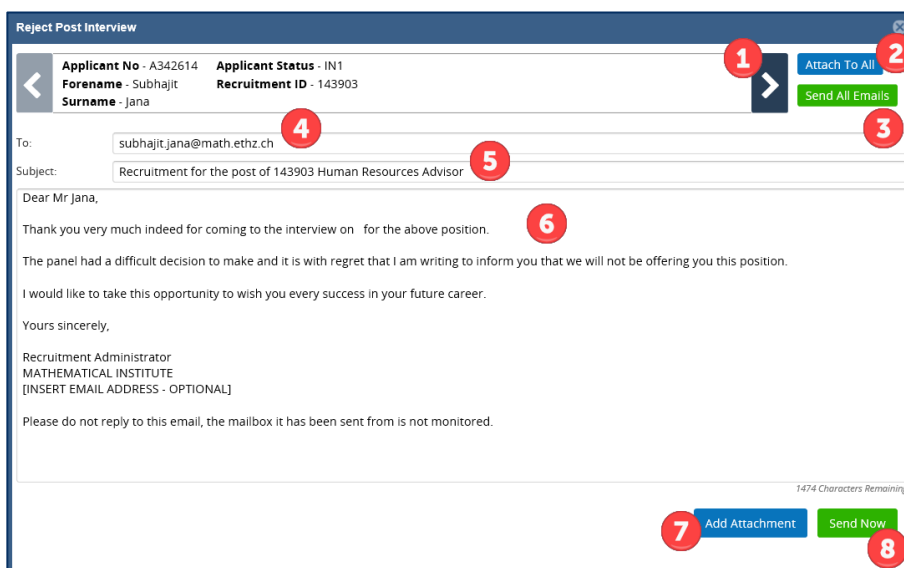 Reject Post Interview
Applicant No - A342614 Applicant Status - IN1
Forename - Subhajit Recruitment ID - 143903
Surname - Jana
1
Attach To All
2
Send All Emails
3
4
To: subhajit.jana@math.ethz.ch
5
Subject: Recruitment for the post of 143903 Human Resources Advisor
Dear Mr Jana,
Thank you very much indeed for coming to the interview on for the above position.
6
The panel had a difficult decision to make and it is with regret that I am writing to inform you that we will not be offering you this position.
I would like to take this opportunity to wish you every success in your future career.
Yours sincerely,
Recruitment Administrator
MATHEMATICAL INSTITUTE
[INSERT EMAIL ADDRESS - OPTIONAL]
Please do not reply to this email, the mailbox it has been sent from is not monitored.
1474 Characters Remaining
7
Add Attachment
Send Now
8